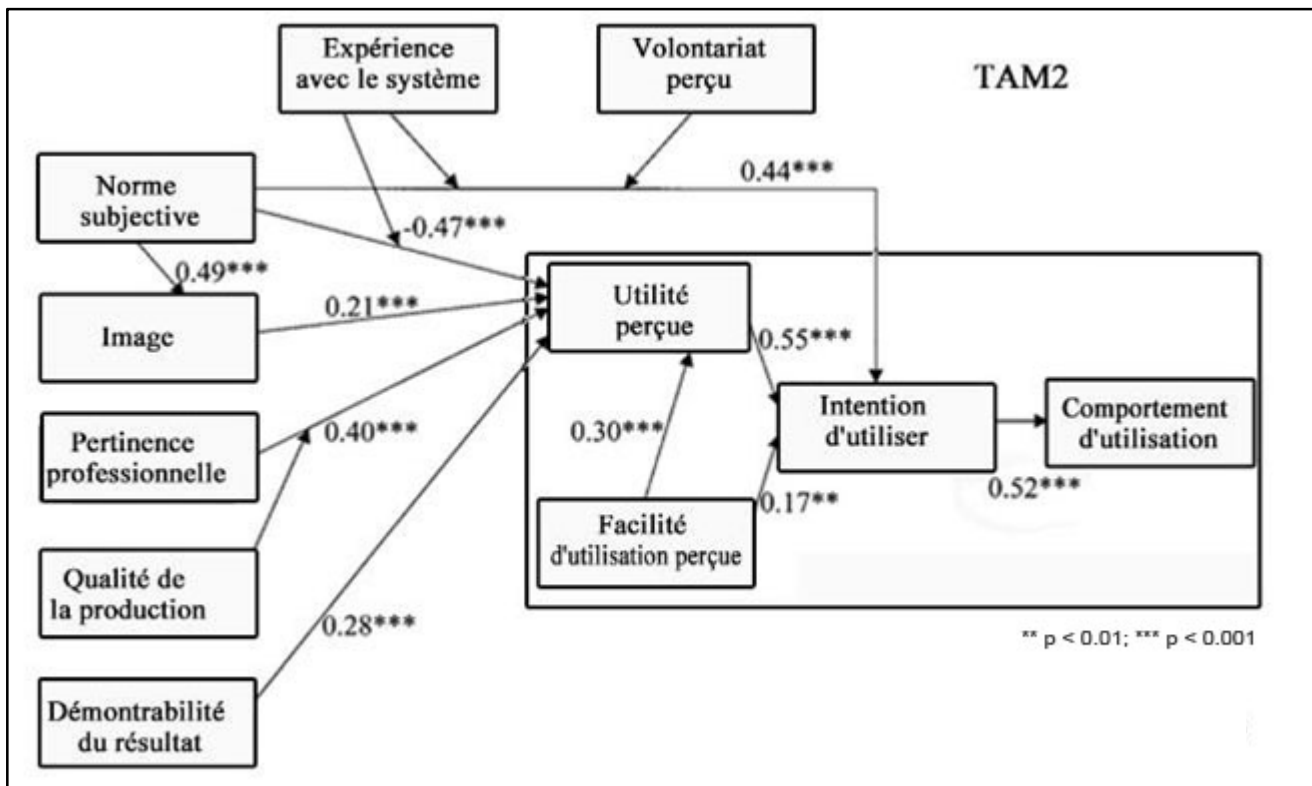 Expérience
avec le système
Volontariat
perçu
TAM2
Norme
subjective
0.44***
-0.47***
0.49***
Image
0.21***
Utilité
perçue
0.55***
Pertinence
professionnelle
0.40***
0.30***
Intention
d'utiliser
Comportement
d'utilisation
0.52***
0.17**
Facilité
d'utilisation perçue
Qualité de
la production
0.28***
** p < 0.01; *** p < 0.001
Démontrabilité
du résultat